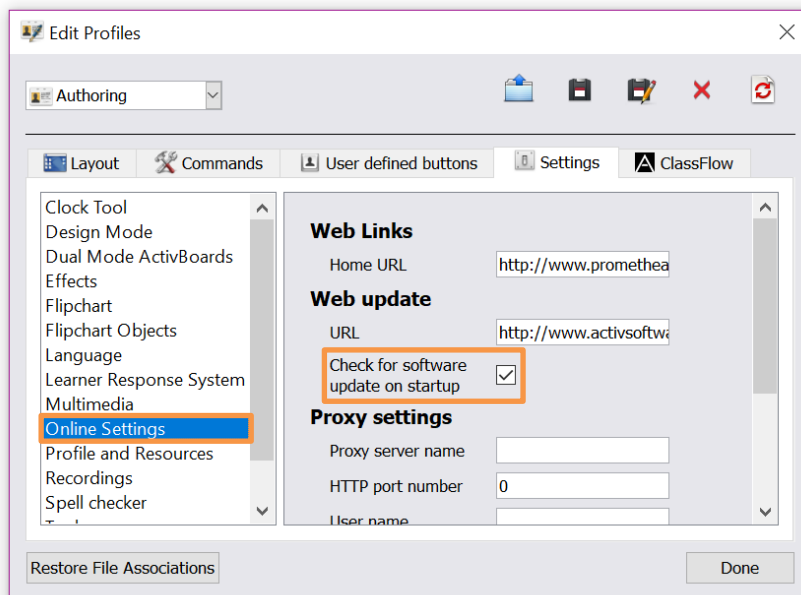 Edit Profiles
Authoring
Layout
Commands
User defined buttons
Settings
ClassFlow
Clock Tool
Design Mode
Dual Mode ActivBoards
Effects
Flipchart
Flipchart Objects
Language
Learner Response System
Multimedia
Online Settings
Profile and Resources
Recordings
Spell checker
Web Links
Home URL
http://www.promethea
Web update
URL
http://www.activsoftwa
Check for software
update on startup
Proxy settings
Proxy server name
HTTP port number
0
User name
Restore File Associations
Done